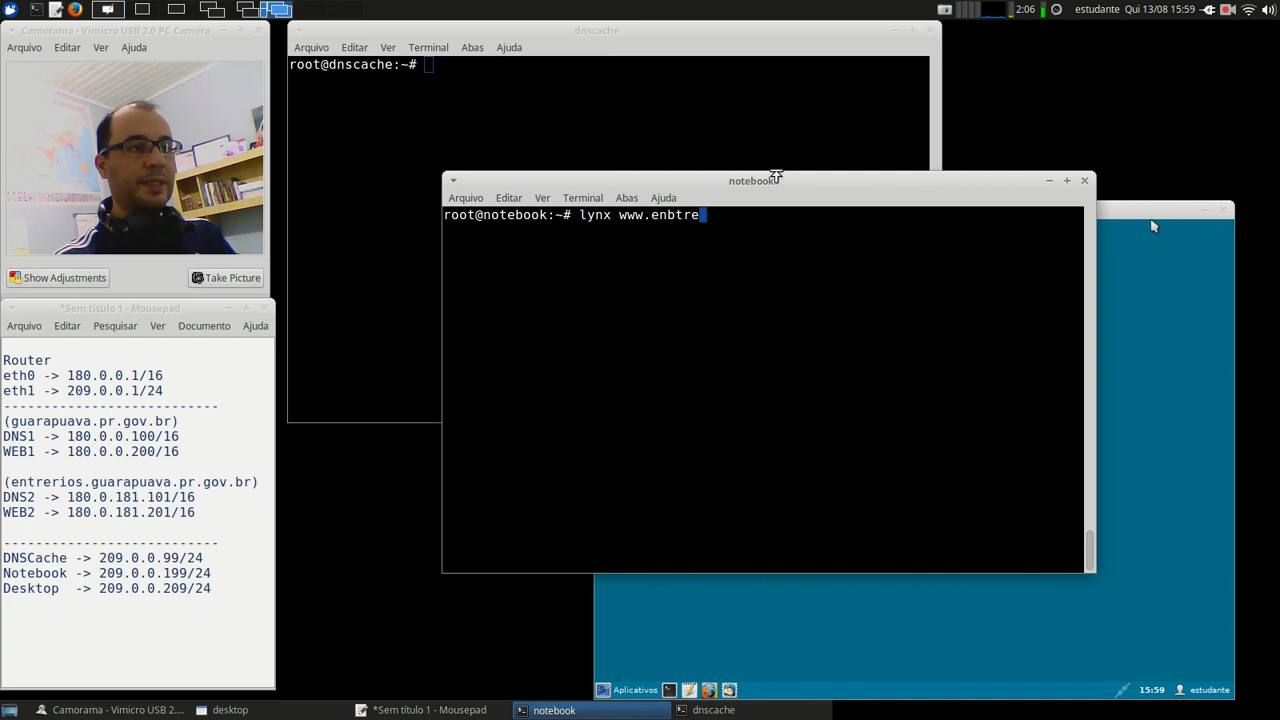 2:06 estudante Qui 13/08 15:59
Camorama - Vimicro USB 2.0 PC Camera
Arquivo Editar Ver Ajuda
Show Adjustments Take Picture
*Sem título 1 - Mousepad
Arquivo Editar Pesquisar Ver Documento Ajuda
Router
eth0 -> 180.0.0.1/16
eth1 -> 209.0.0.1/24
---------------------------
(guarapuava.pr.gov.br)
DNS1 -> 180.0.0.100/16
WEB1 -> 180.0.0.200/16
(entrerios.guarapuava.pr.gov.br)
DNS2 -> 180.0.181.101/16
WEB2 -> 180.0.181.201/16
---------------------------
DNSCache -> 209.0.0.99/24
Notebook -> 209.0.0.199/24
Desktop  -> 209.0.0.209/24
dnscache
Arquivo Editar Ver Terminal Abas Ajuda
root@dnscache:~#
notebook
Arquivo Editar Ver Terminal Abas Ajuda
root@notebook:~# lynx www.enbtre
Aplicativos 15:59 estudante
Camorama - Vimicro USB 2.... desktop *Sem título 1 - Mousepad notebook dnscache